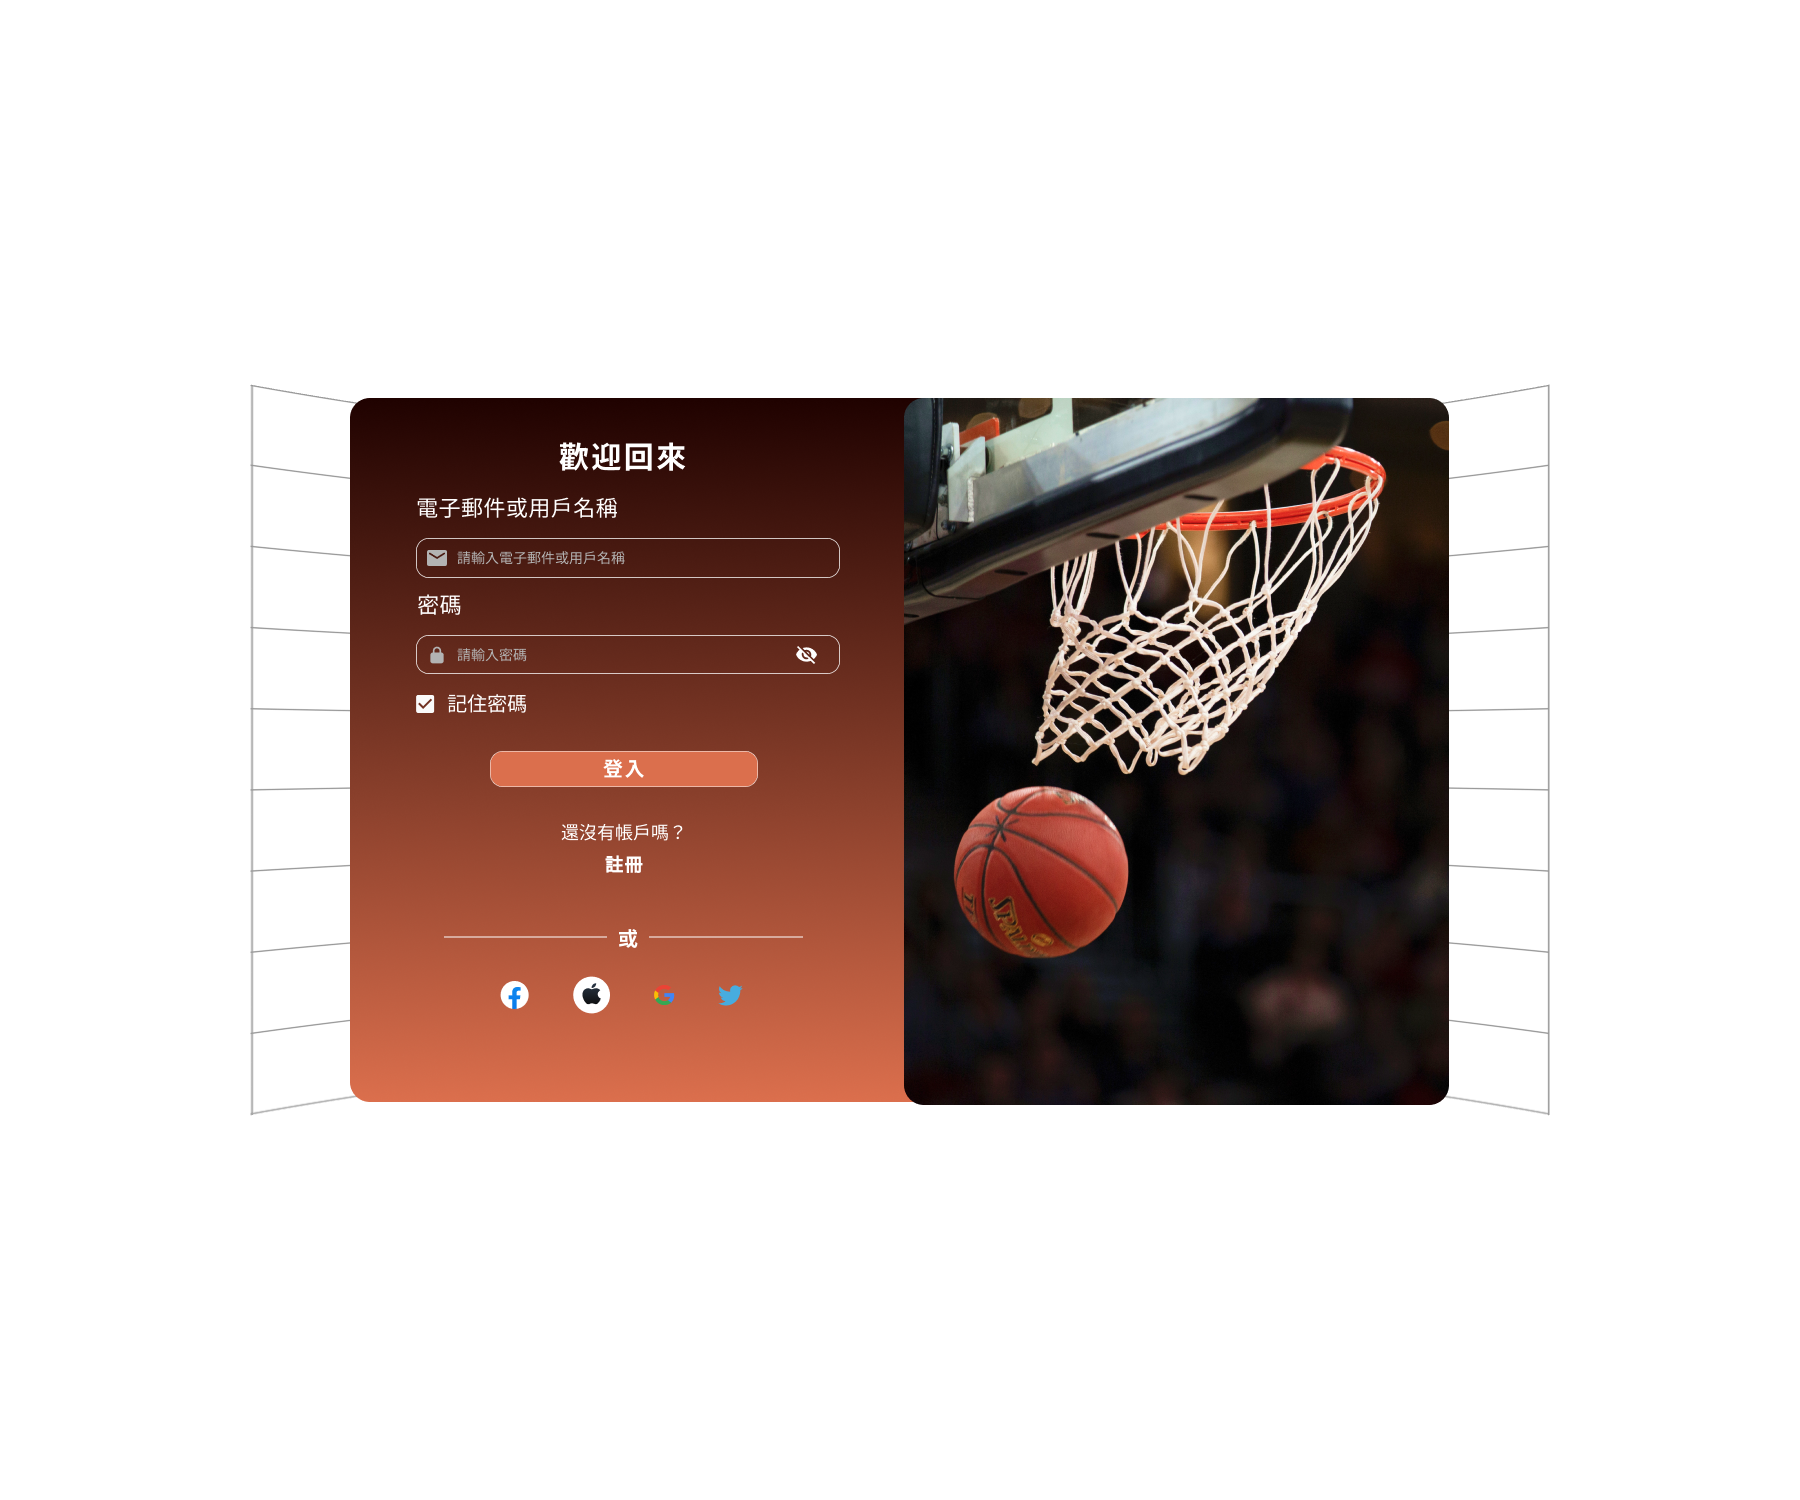 歡迎回來
電子郵件或用戶名稱
請輸入電子郵件或用戶名稱
密碼
請輸入密碼
記住密碼
登入
還沒有帳戶嗎？
註冊
或